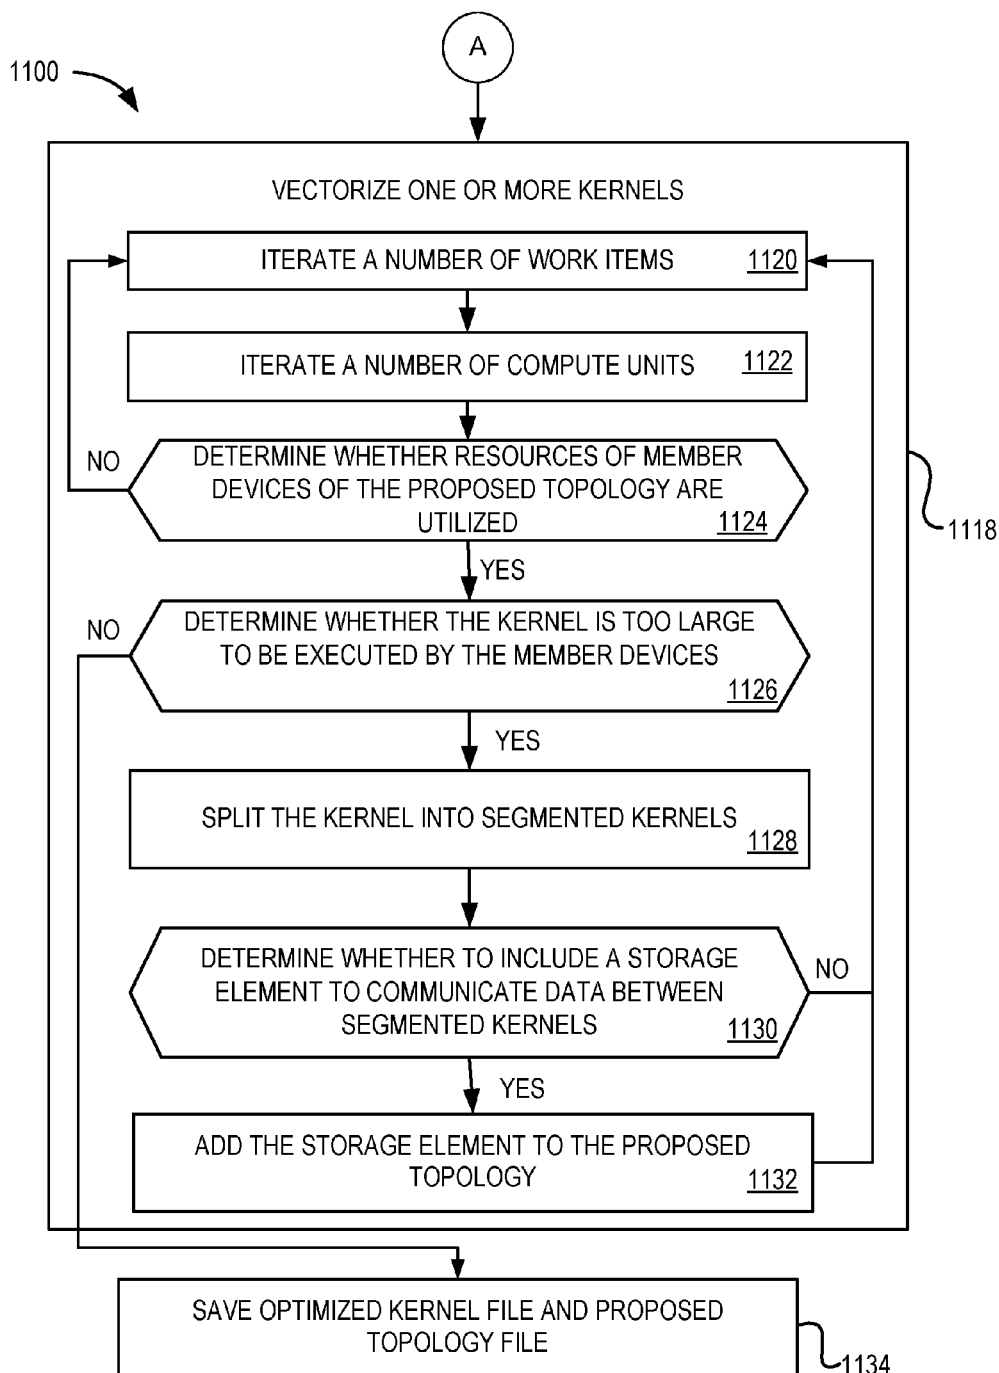 A
1100
VECTORIZE ONE OR MORE KERNELS
ITERATE A NUMBER OF WORK ITEMS
1120
ITERATE A NUMBER OF COMPUTE UNITS
1122
NO
DETERMINE WHETHER RESOURCES OF MEMBER
DEVICES OF THE PROPOSED TOPOLOGY ARE
UTILIZED
1124
1118
YES
NO
DETERMINE WHETHER THE KERNEL IS TOO LARGE
TO BE EXECUTED BY THE MEMBER DEVICES
1126
YES
SPLIT THE KERNEL INTO SEGMENTED KERNELS
1128
DETERMINE WHETHER TO INCLUDE A STORAGE
ELEMENT TO COMMUNICATE DATA BETWEEN
SEGMENTED KERNELS
1130
NO
YES
ADD THE STORAGE ELEMENT TO THE PROPOSED
TOPOLOGY
1132
SAVE OPTIMIZED KERNEL FILE AND PROPOSED
TOPOLOGY FILE
1134